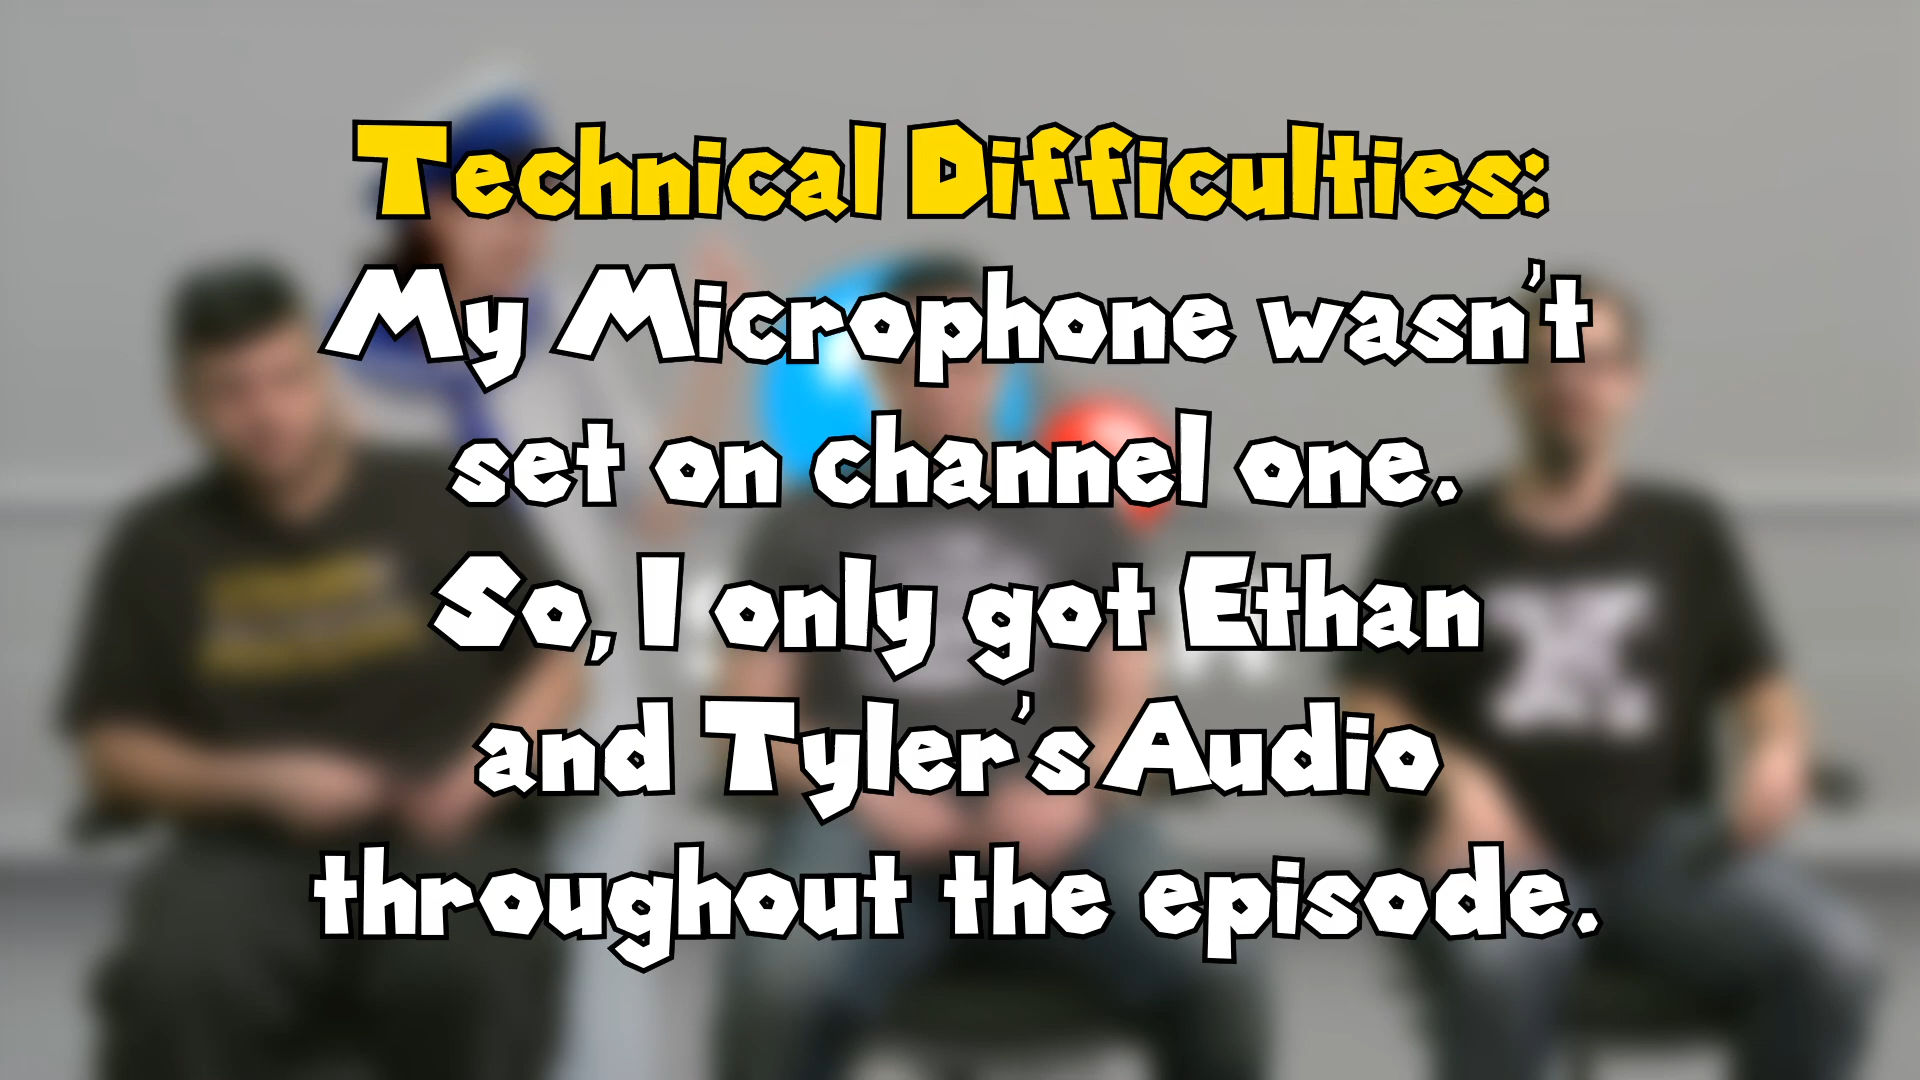 Technical Difficulties:
My Microphone wasn't
set on channel one.
So, I only got Ethan
and Tyler's Audio
throughout the episode.